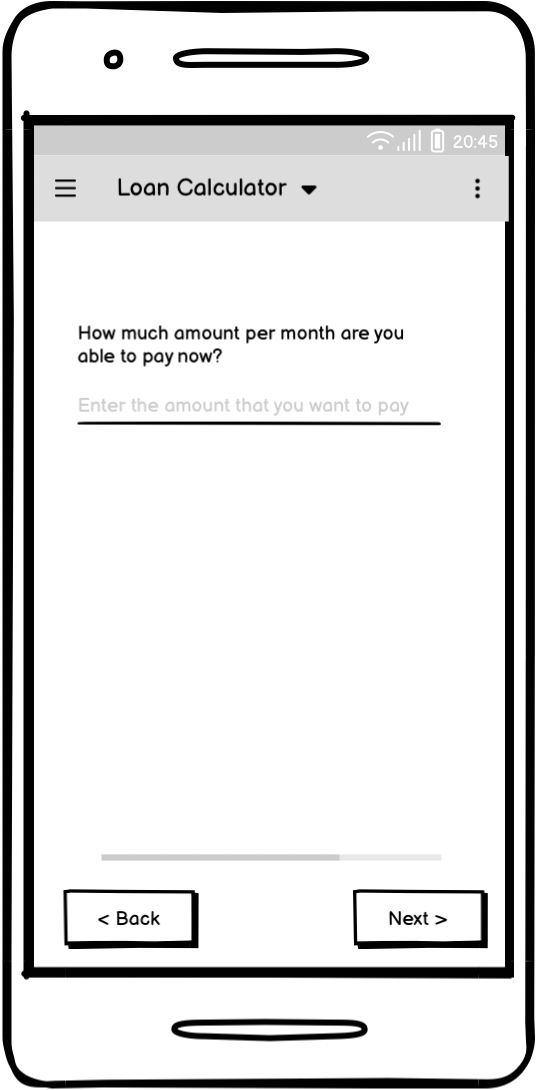 20:45
Loan Calculator
How much amount per month are you
able to pay now?
Enter the amount that you want to pay
< Back
Next >